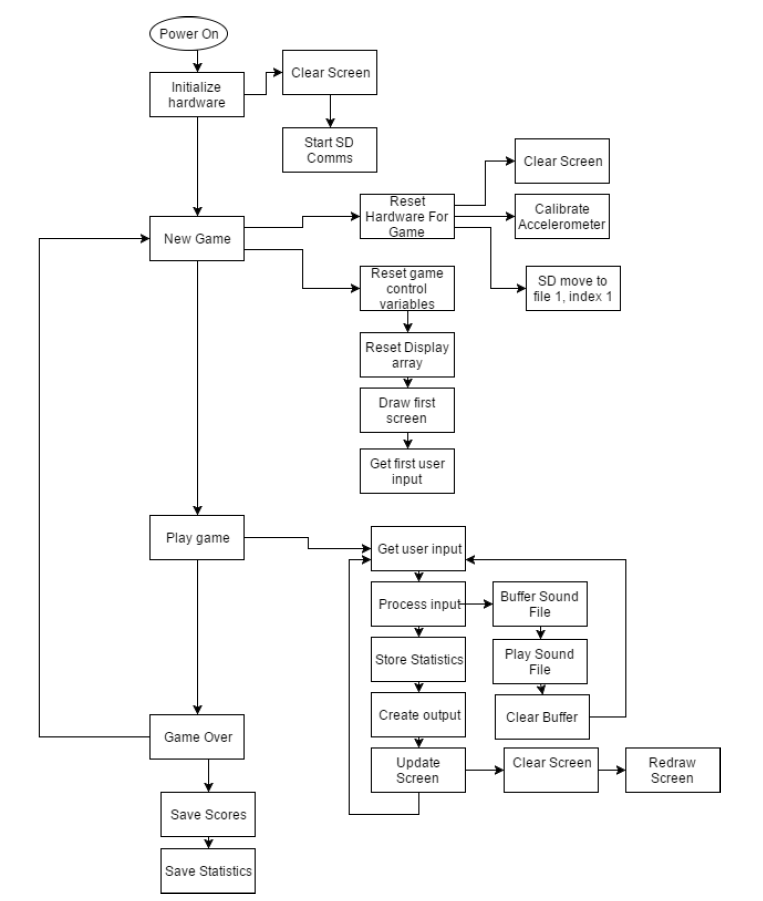 Power On
Initialize
hardware
Clear Screen
Start SD
Comms
New Game
Reset
Hardware For
Game
Clear Screen
Calibrate
Accelerometer
SD move to
file 1, index 1
Reset game
control
variables
Reset Display
array
Draw first
screen
Get first user
input
Play game
Get user input
Process input
Buffer Sound
File
Store Statistics
Play Sound
File
Create output
Clear Buffer
Update
Screen
Clear Screen
Redraw
Screen
Game Over
Save Scores
Save Statistics